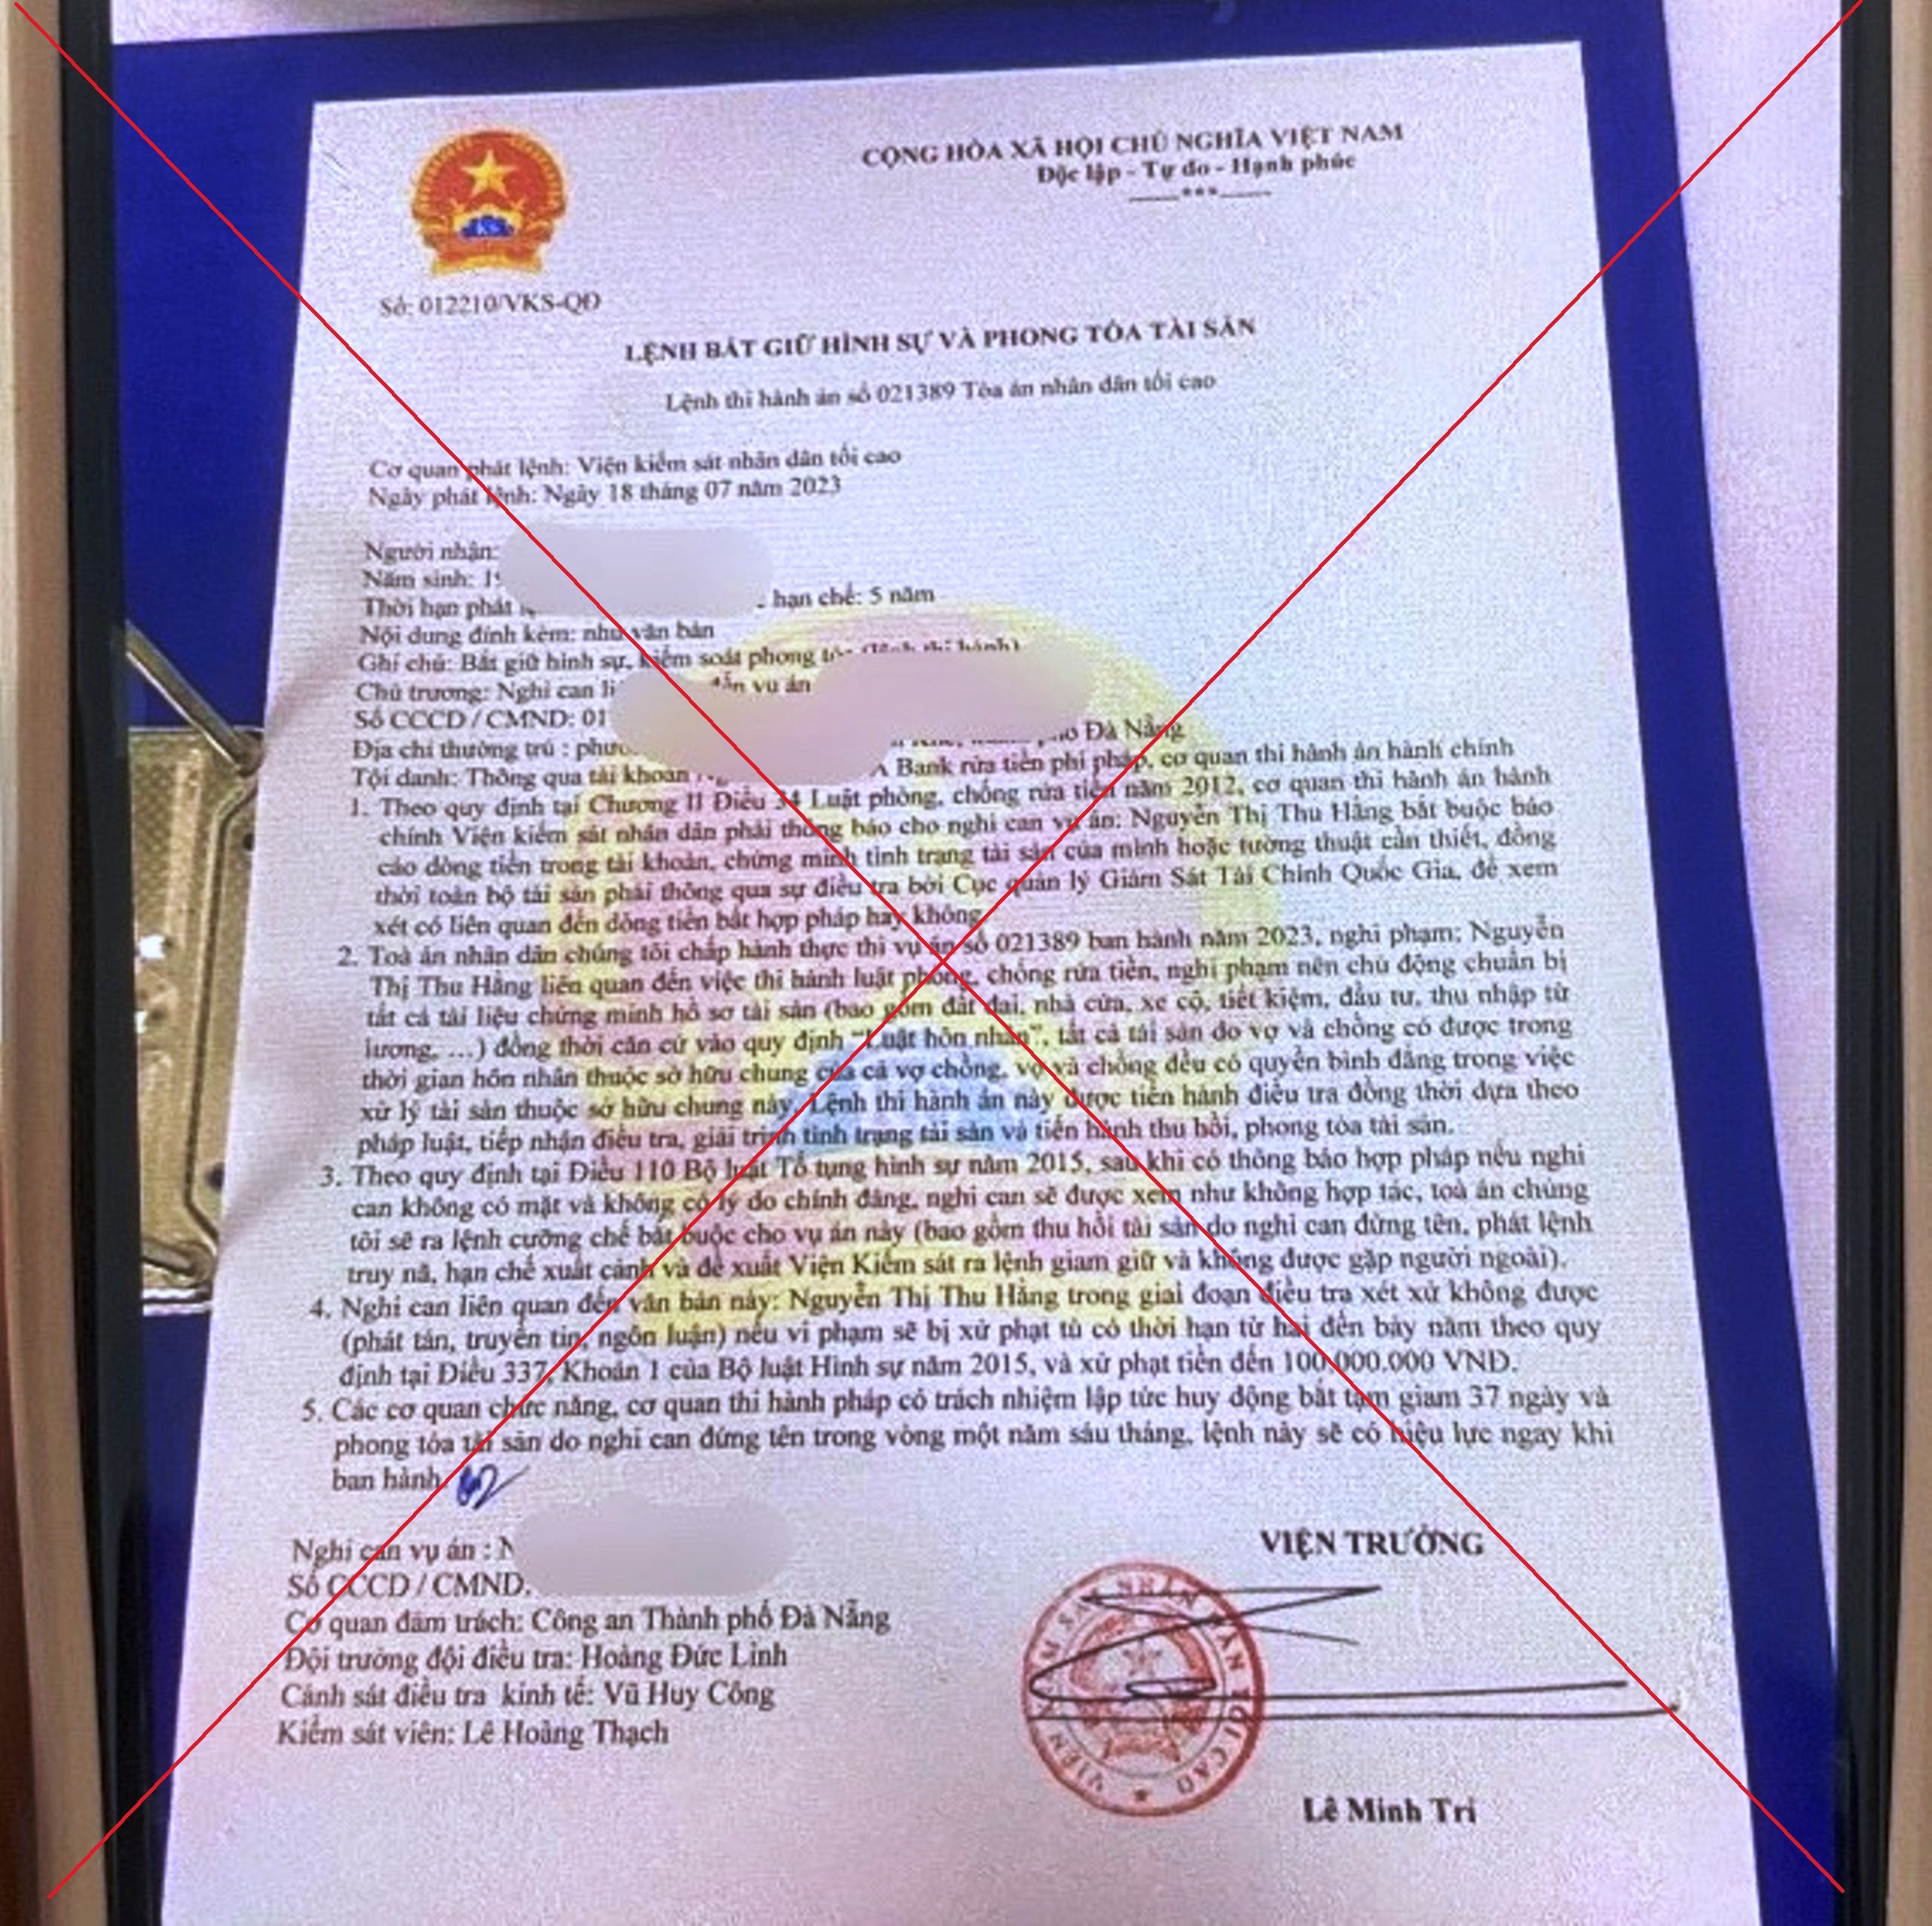 CỘNG HÒA XÃ HỘI CHỦ NGHĨA VIỆT NAM
Độc lập - Tự do - Hạnh phúc
KS
Số: 012210/VKS-QĐ
LỆNH BẮT GIỮ HÌNH SỰ VÀ PHONG TỎA TÀI SẢN
Lệnh thi hành án số 021389 Tòa án nhân dân tối cao
Cơ quan phát lệnh: Viện kiểm sát nhân dân tối cao
Ngày phát lệnh: Ngày 18 tháng 07 năm 2023
Người nhận:
Năm sinh: 19
Thời hạn phát hạn chế: 5 năm
Nội dung đính kèm: như văn bản
Ghi chú: Bắt giữ hình sự, kiểm soát phong tỏa (lệnh thi hành)
Chủ trương: Nghi can vụ án
Số CCCD / CMND: 01
Địa chỉ thường trú : Đà Nẵng
Tội danh: Thông qua tài khoản Bank rửa tiền phi pháp, cơ quan thi hành án hành chính
1. Theo quy định tại Chương II Điều 34 Luật phòng, chống rửa tiền năm 2012, cơ quan thi hành án hành
chính Viện kiểm sát nhân dân phải thông báo cho nghi can vụ án: Nguyễn Thị Thu Hằng bắt buộc báo
cáo dòng tiền trong tài khoản, chứng minh tình trạng tài sản của mình hoặc tường thuật cần thiết, đồng
thời toàn bộ tài sản phải thông qua sự điều tra bởi Cục quản lý Giám Sát Tài Chính Quốc Gia, để xem
xét có liên quan đến dòng tiền bất hợp pháp hay không
2. Toà án nhân dân chúng tôi chấp hành thực thi vụ án số 021389 ban hành năm 2023, nghi phạm: Nguyễn
Thị Thu Hằng liên quan đến việc thi hành luật phòng, chống rửa tiền, nghi phạm nên chủ động chuẩn bị
tất cả tài liệu chứng minh hồ sơ tài sản (bao gồm đất đai, nhà cửa, xe cộ, tiết kiệm, đầu tư, thu nhập từ
lương, …) đồng thời căn cứ vào quy định “Luật hôn nhân”, tất cả tài sản do vợ và chồng có được trong
thời gian hôn nhân thuộc sở hữu chung của cả vợ chồng, vợ và chồng đều có quyền bình đẳng trong việc
xử lý tài sản thuộc sở hữu chung này. Lệnh thi hành án này được tiến hành điều tra đồng thời dựa theo
pháp luật, tiếp nhận điều tra, giải trình tình trạng tài sản và tiến hành thu hồi, phong tỏa tài sản.
3. Theo quy định tại Điều 110 Bộ luật Tố tụng hình sự năm 2015, sau khi có thông báo hợp pháp nếu nghi
can không có mặt và không có lý do chính đáng, nghi can sẽ được xem như không hợp tác, toà án chúng
tôi sẽ ra lệnh cưỡng chế bắt buộc cho vụ án này (bao gồm thu hồi tài sản do nghi can đứng tên, phát lệnh
truy nã, hạn chế xuất cảnh và đề xuất Viện Kiểm sát ra lệnh giam giữ và không được gặp người ngoài).
4. Nghi can liên quan đến văn bản này: Nguyễn Thị Thu Hằng trong giai đoạn điều tra xét xử không được
(phát tán, truyền tin, ngôn luận) nếu vi phạm sẽ bị xử phạt tù có thời hạn từ hai đến bảy năm theo quy
định tại Điều 337, Khoản 1 của Bộ luật Hình sự năm 2015, và xử phạt tiền đến 100.000.000 VNĐ.
5. Các cơ quan chức năng, cơ quan thi hành pháp có trách nhiệm lập tức huy động bắt tạm giam 37 ngày và
phong tỏa tài sản do nghi can đứng tên trong vòng một năm sáu tháng, lệnh này sẽ có hiệu lực ngay khi
ban hành.
Nghi can vụ án : N
Số CCCD / CMND.
Cơ quan đảm trách: Công an Thành phố Đà Nẵng
Đội trưởng đội điều tra: Hoàng Đức Linh
Cảnh sát điều tra kinh tế: Vũ Huy Công
Kiểm sát viên: Lê Hoàng Thạch
VIỆN TRƯỞNG
VIỆN KIỂM SÁT NHÂN DÂN TỐI CAO
Lê Minh Trí